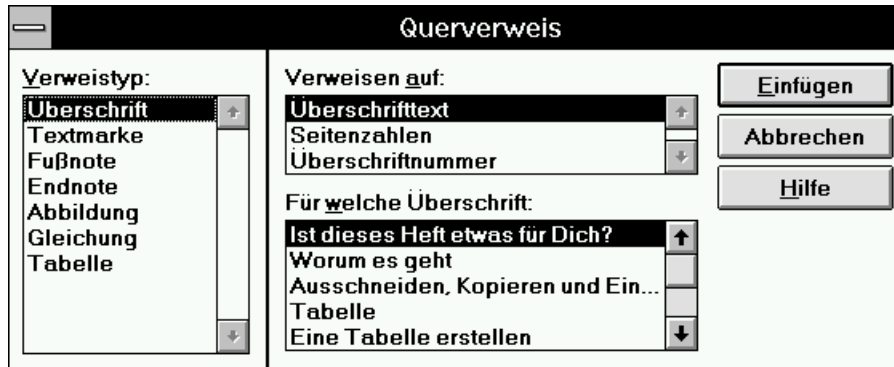 Querverweis
Verweistyp:
Überschrift
Textmarke
Fußnote
Endnote
Abbildung
Gleichung
Tabelle
Verweisen auf:
Überschrifttext
Seitenzahlen
Überschriftnummer
Für welche Überschrift:
Ist dieses Heft etwas für Dich?
Worum es geht
Ausschneiden, Kopieren und Ein...
Tabelle
Eine Tabelle erstellen
Einfügen
Abbrechen
Hilfe